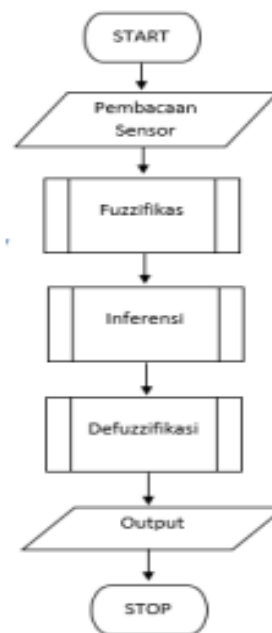 START
Pembacaan
Sensor
Fuzzifikas
Inferensi
Defuzzifikasi
Output
STOP